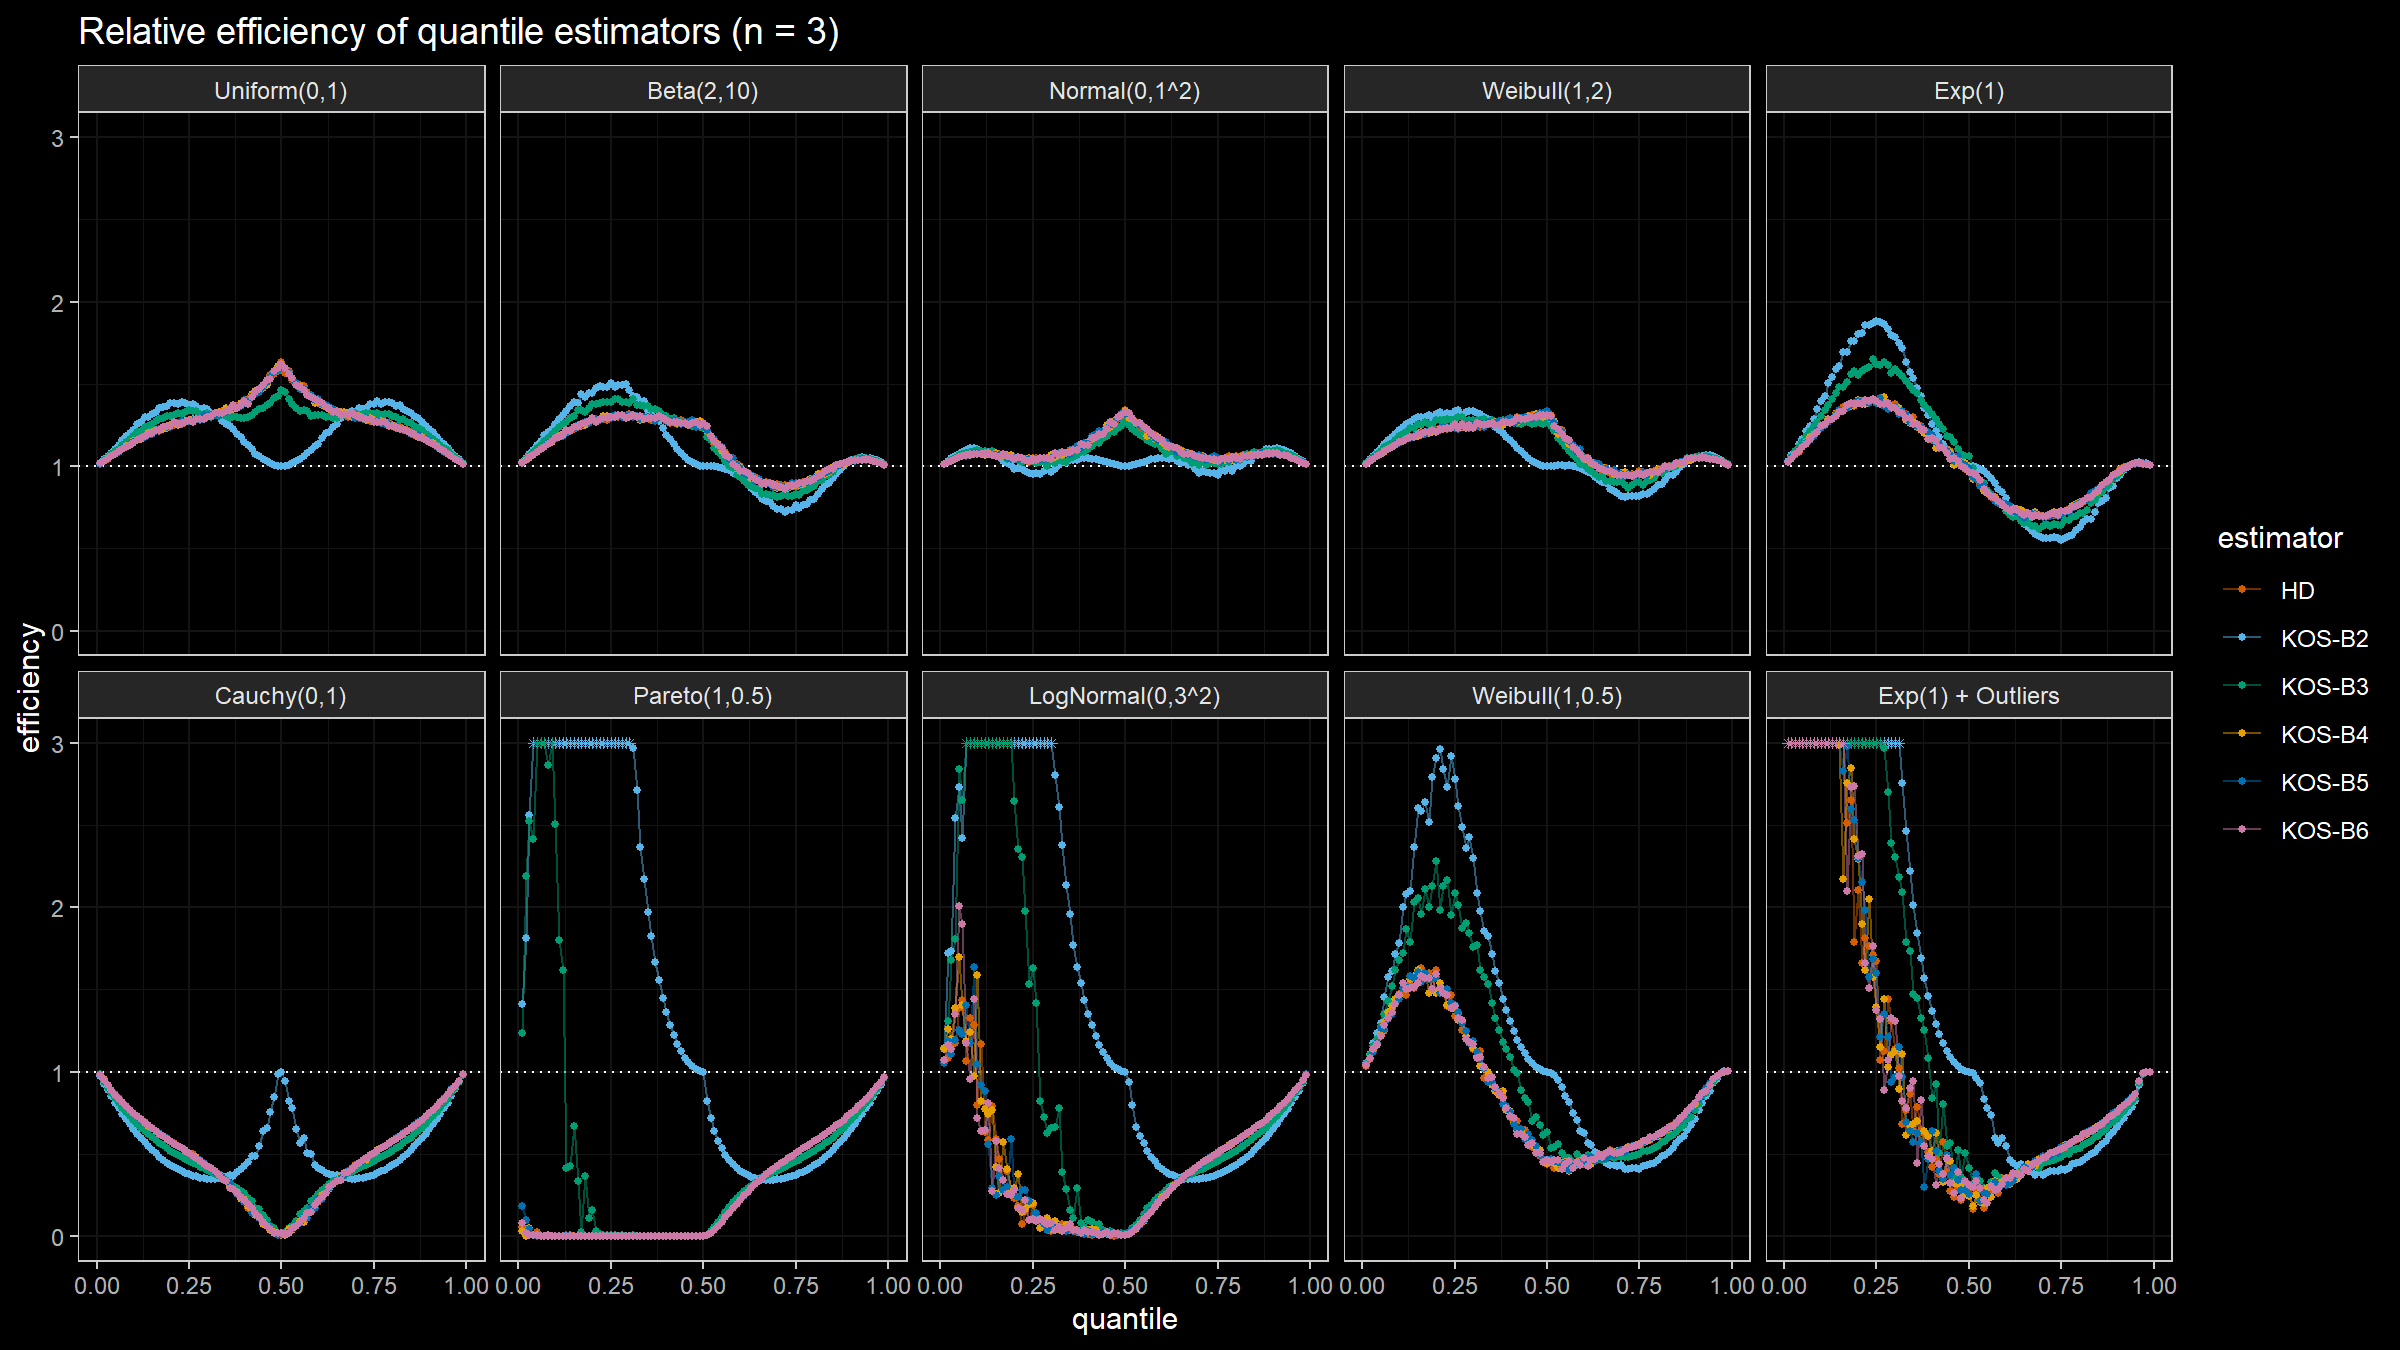 Relative efficiency of quantile estimators (n = 3)
Uniform(0,1)
Beta(2,10)
Normal(0,1^2)
Weibull(1,2)
Exp(1)
3
2
1
0
efficiency
Cauchy(0,1)
Pareto(1,0.5)
LogNormal(0,3^2)
Weibull(1,0.5)
Exp(1) + Outliers
3
2
1
0
0.00 0.25 0.50 0.75 1.00
0.00 0.25 0.50 0.75 1.00
0.00 0.25 0.50 0.75 1.00
0.00 0.25 0.50 0.75 1.00
0.00 0.25 0.50 0.75 1.00
quantile
estimator
HD
KOS-B2
KOS-B3
KOS-B4
KOS-B5
KOS-B6